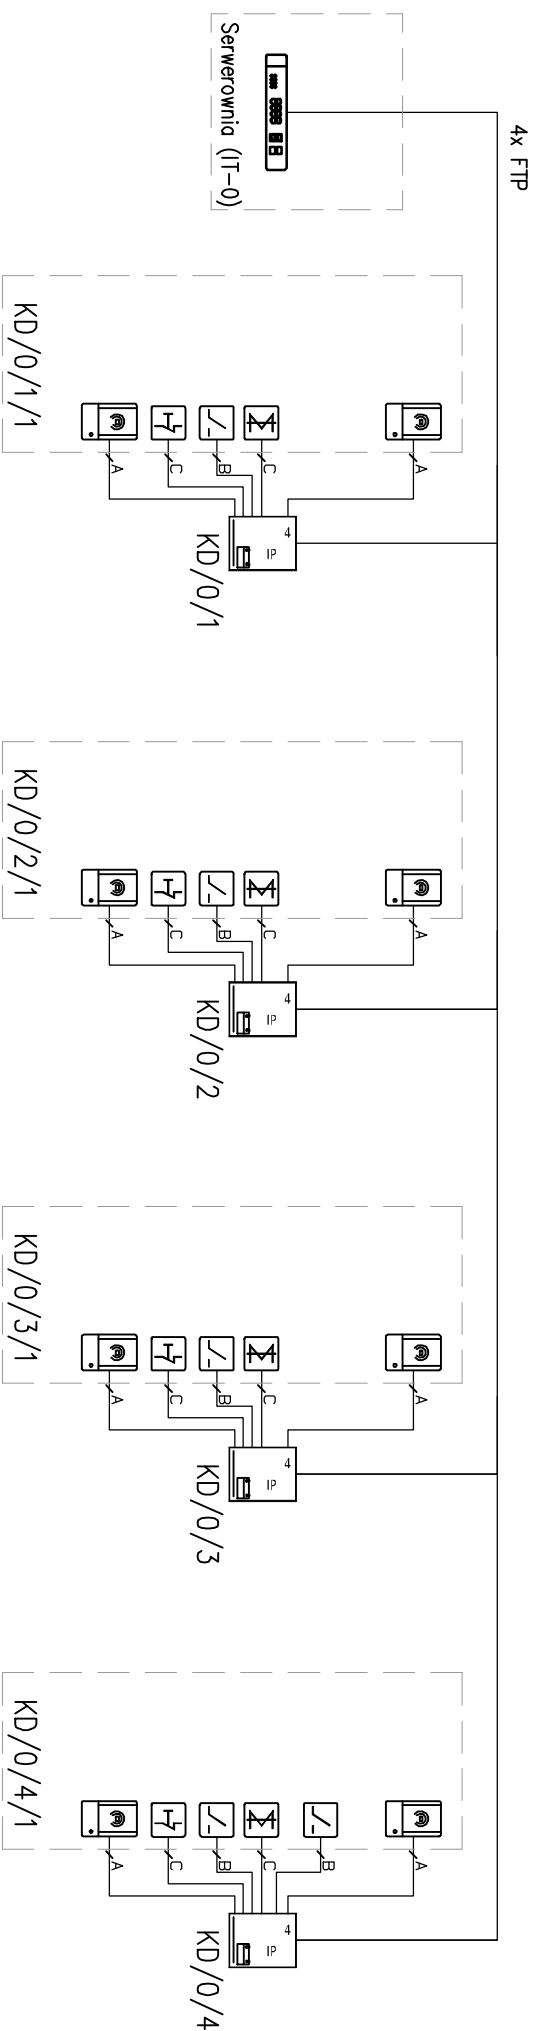 4x FTP
Serwerownia (IT-0)
KD/0/1/1
A
C
B
C
A
4
IP
KD/0/1
KD/0/2/1
A
C
B
C
A
4
IP
KD/0/2
KD/0/3/1
A
C
B
C
A
4
IP
KD/0/3
KD/0/4/1
A
C
B
C
B
A
4
IP
KD/0/4